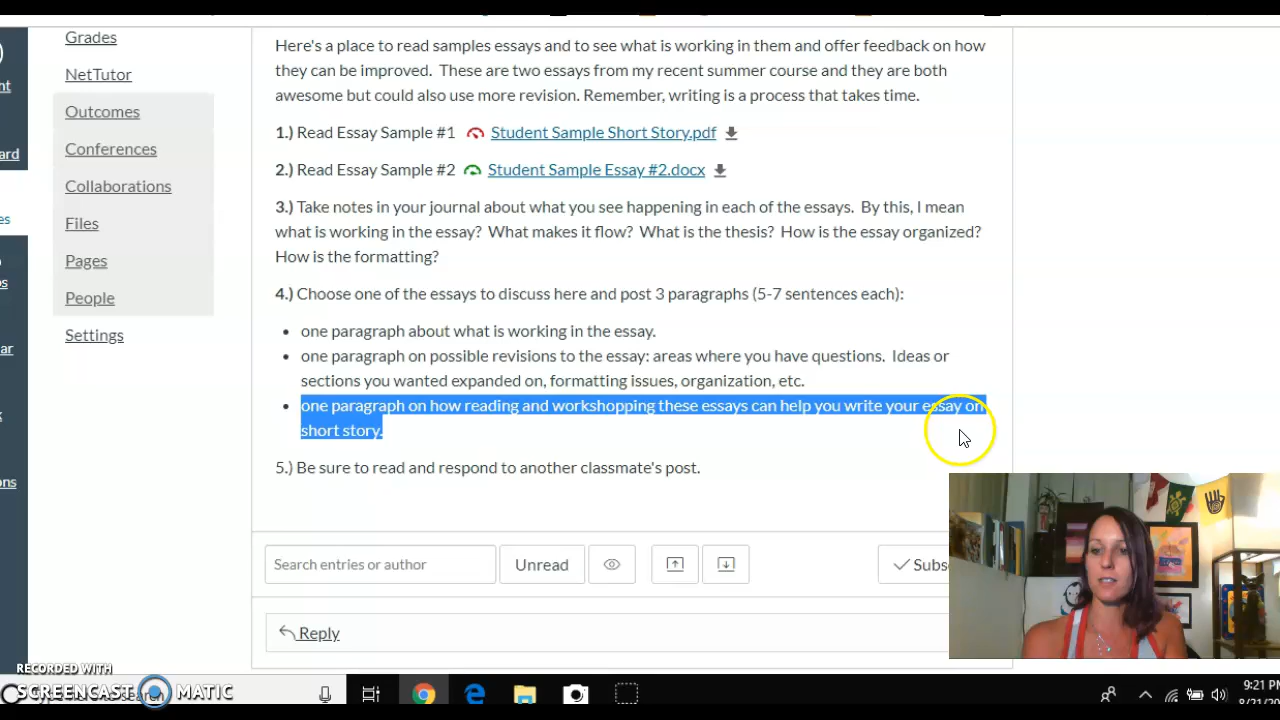 Grades
NetTutor
Outcomes
Conferences
Collaborations
Files
Pages
People
Settings
nt
ard
es
os
ar
ons
Here's a place to read samples essays and to see what is working in them and offer feedback on how
they can be improved. These are two essays from my recent summer course and they are both
awesome but could also use more revision. Remember, writing is a process that takes time.
1.) Read Essay Sample #1 Student Sample Short Story.pdf
2.) Read Essay Sample #2 Student Sample Essay #2.docx
3.) Take notes in your journal about what you see happening in each of the essays. By this, I mean
what is working in the essay? What makes it flow? What is the thesis? How is the essay organized?
How is the formatting?
4.) Choose one of the essays to discuss here and post 3 paragraphs (5-7 sentences each):
• one paragraph about what is working in the essay.
• one paragraph on possible revisions to the essay: areas where you have questions. Ideas or
sections you wanted expanded on, formatting issues, organization, etc.
• one paragraph on how reading and workshopping these essays can help you write your essay on
short story.
5.) Be sure to read and respond to another classmate's post.
Search entries or author
Unread
Subs
Reply
RECORDED WITH
SCREENCAST MATIC
search
9:21 PM
8/21/20